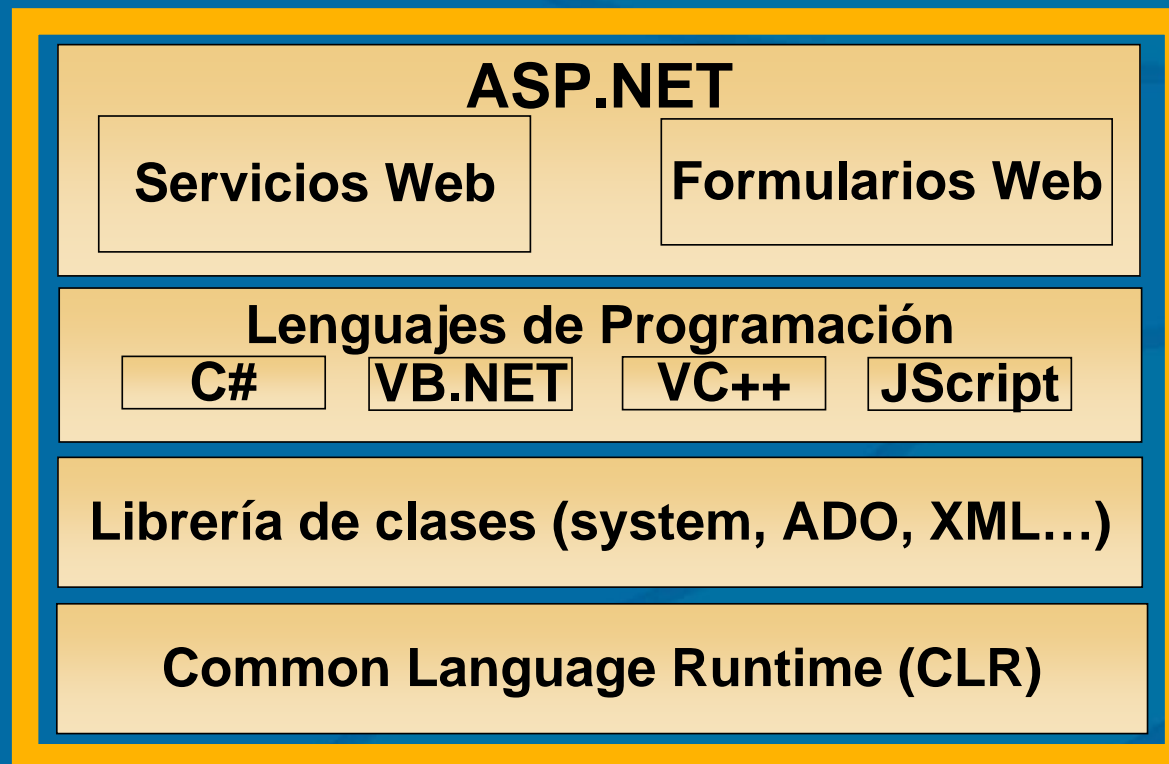 ASP.NET
Servicios Web
Formularios Web
Lenguajes de Programación
C# VB.NET VC++ JScript
Librería de clases (system, ADO, XML…)
Common Language Runtime (CLR)